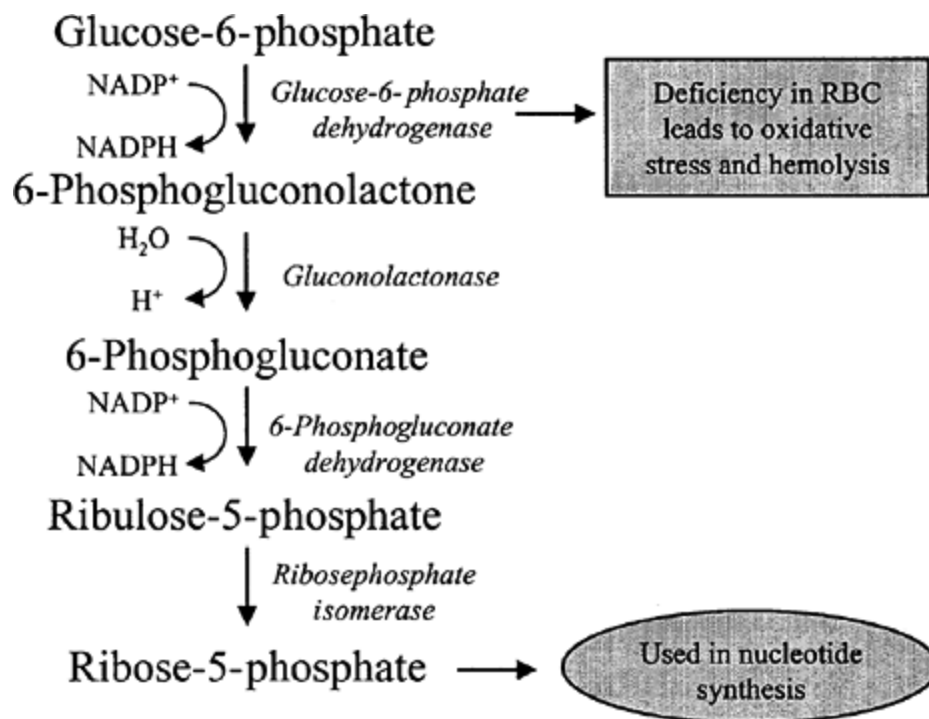 Glucose-6-phosphate
NADP⁺
NADPH
Glucose-6-phosphate
dehydrogenase
Deficiency in RBC
leads to oxidative
stress and hemolysis
6-Phosphogluconolactone
H₂O
H⁺
Gluconolactonase
6-Phosphogluconate
NADP⁺
NADPH
6-Phosphogluconate
dehydrogenase
Ribulose-5-phosphate
Ribosephosphate
isomerase
Ribose-5-phosphate
Used in nucleotide
synthesis